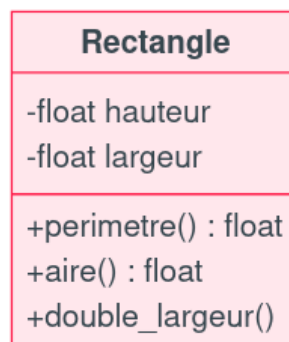 Rectangle
-float hauteur
-float largeur
+perimetre() : float
+aire() : float
+double_largeur()